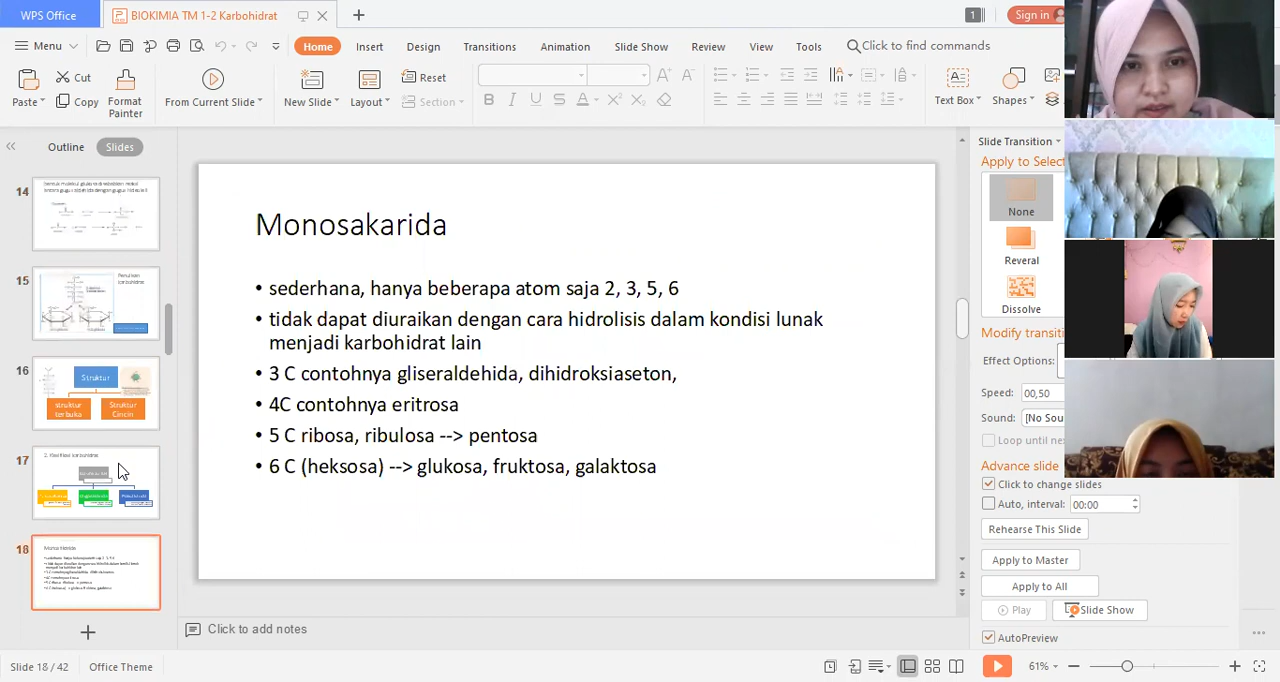 WPS Office
BIOKIMIA TM 1-2 Karbohidrat
1
Sign in
Menu
Home
Insert
Design
Transitions
Animation
Slide Show
Review
View
Tools
Click to find commands
Paste
Cut
Copy
Format
Painter
From Current Slide
New Slide
Layout
Reset
Section
B I U S A X² X₂
Text Box
Shapes
Outline
Slides
14
15
16
Struktur
Struktur
terbuka
Struktur
Cincin
17
18
Monosakarida
Monosakarida
• sederhana, hanya beberapa atom saja 2, 3, 5, 6
• tidak dapat diuraikan dengan cara hidrolisis dalam kondisi lunak
menjadi karbohidrat lain
• 3 C contohnya gliseraldehida, dihidroksiaseton,
• 4C contohnya eritrosa
• 5 C ribosa, ribulosa --> pentosa
• 6 C (heksosa) --> glukosa, fruktosa, galaktosa
Click to add notes
Slide Transition
Apply to Selec
None
Reveral
Dissolve
Modify transiti
Effect Options:
Speed: 00,50
Sound: [No Sou
Loop until nex
Advance slide
Click to change slides
Auto, interval: 00:00
Rehearse This Slide
Apply to Master
Apply to All
Play
Slide Show
AutoPreview
Slide 18 / 42
Office Theme
61%